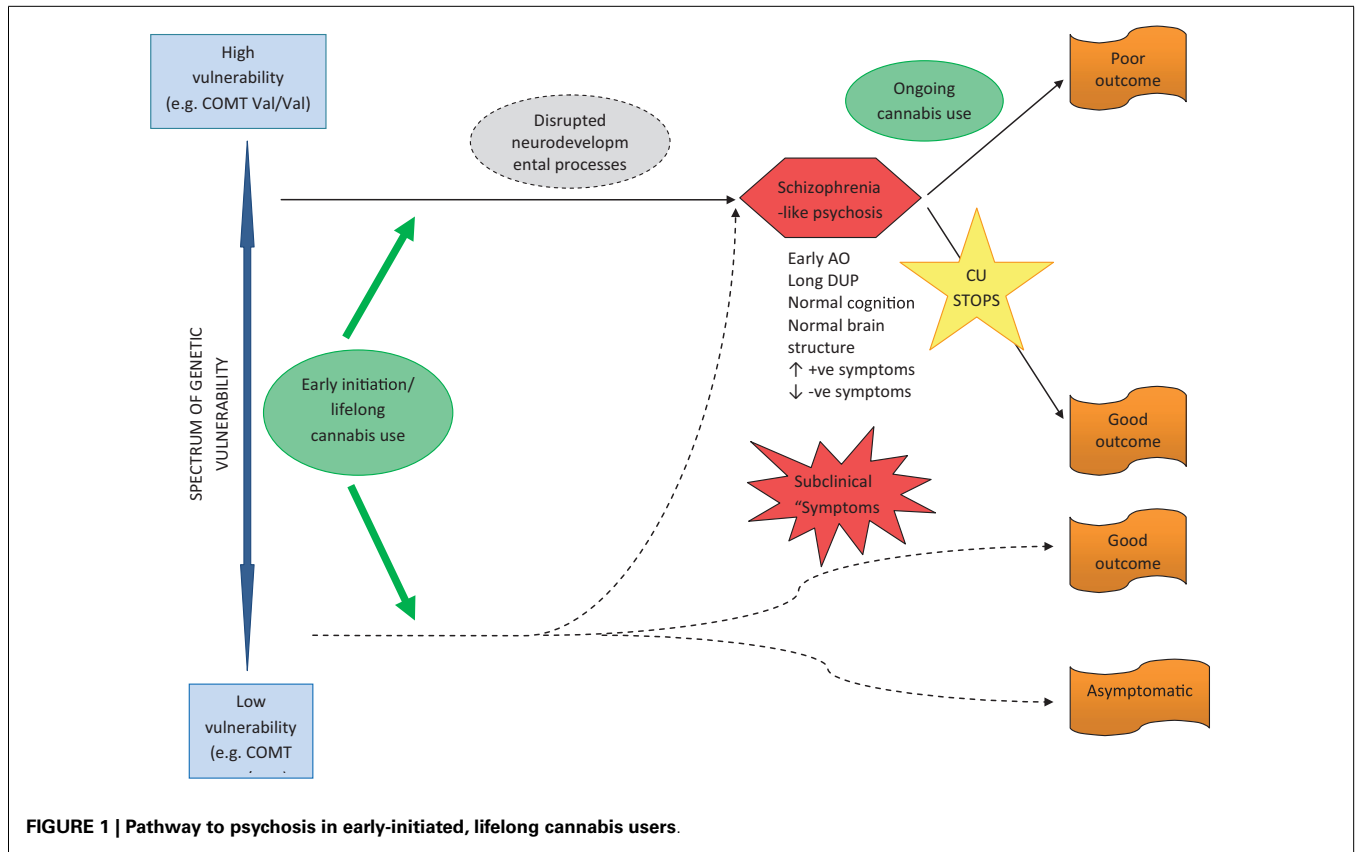 High
vulnerability
(e.g. COMT Val/Val)
Disrupted
neurodevelopm
ental processes
Ongoing
cannabis use
Poor
outcome
Schizophrenia
-like psychosis
Early AO
Long DUP
Normal cognition
Normal brain
structure
↑ +ve symptoms
↓ -ve symptoms
CU
STOPS
SPECTRUM OF GENETIC
VULNERABILITY
Early initiation/
lifelong
cannabis use
Good
outcome
Subclinical
“Symptoms
Good
outcome
Asymptomatic
Low
vulnerability
(e.g. COMT
FIGURE 1 | Pathway to psychosis in early-initiated, lifelong cannabis users.